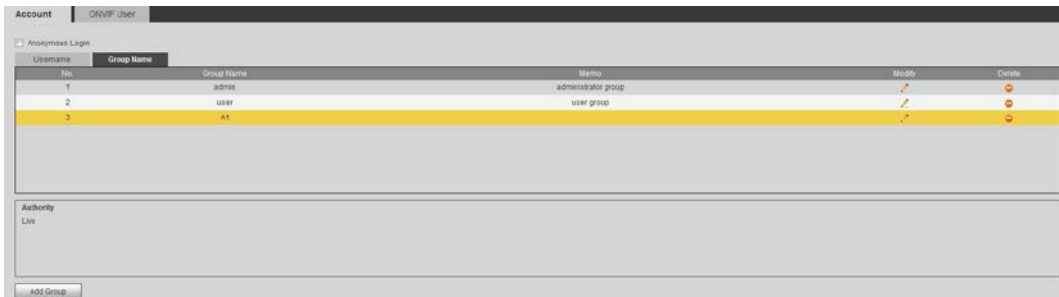 Account ONVIF User
Anonymous Login
Username Group Name
No. Group Name Memo Modify Delete
1 admin administrator group
2 user user group
3 A1
Authority
Live
Add Group